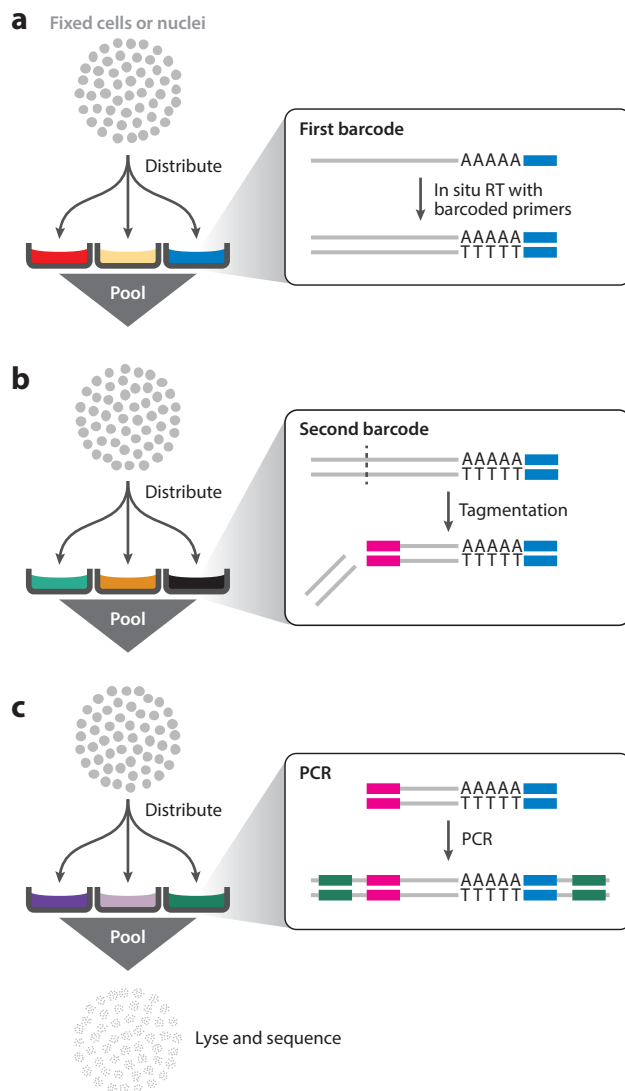 a
Fixed cells or nuclei
Distribute
Pool
First barcode
AAAAA
In situ RT with
barcoded primers
AAAAA
TTTTT
b
Distribute
Pool
Second barcode
AAAAA
TTTTT
Tagmentation
AAAAA
TTTTT
c
Distribute
Pool
PCR
AAAAA
TTTTT
PCR
AAAAA
TTTTT
Lyse and sequence